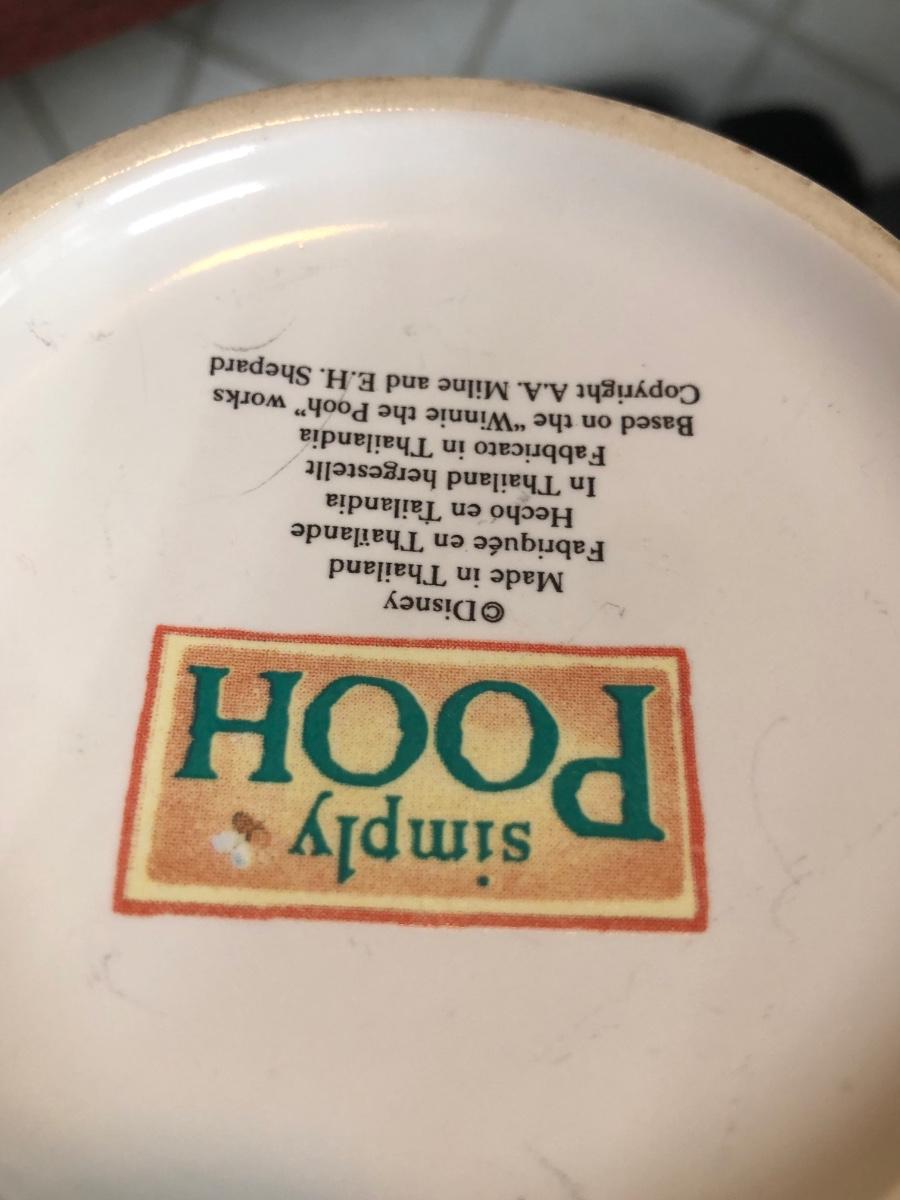 simply
POOH
©Disney
Made in Thailand
Fabriquée en Thaïlande
Hecho en Tailandia
In Thailand hergestellt
Fabbricato in Thailandia
Based on the “Winnie the Pooh” works
Copyright A.A. Milne and E.H. Shepard